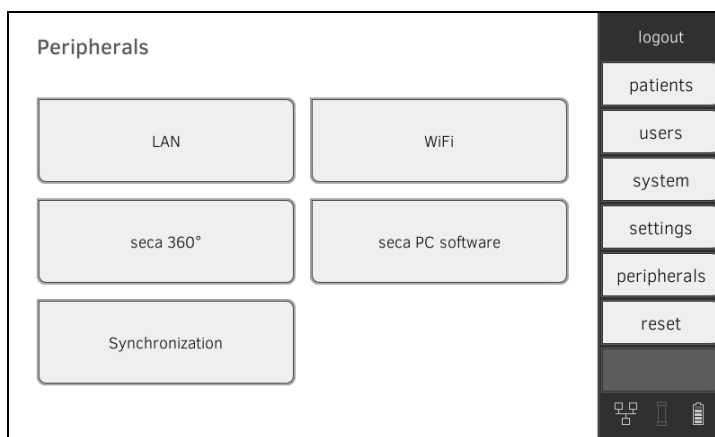 Peripherals
LAN
WiFi
seca 360°
seca PC software
Synchronization
logout
patients
users
system
settings
peripherals
reset